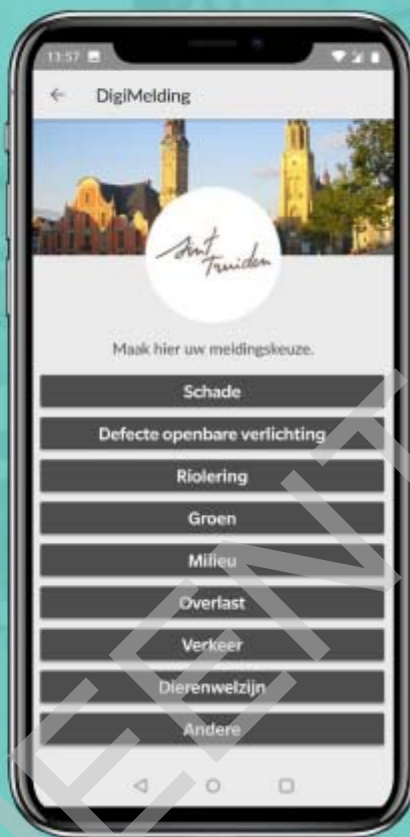 11:57
DigiMelding
Sint
Truiden
Maak hier uw meldingskeuze.
Schade
Defecte openbare verlichting
Riolering
Groen
Milieu
Overlast
Verkeer
Dierenwelzijn
Andere